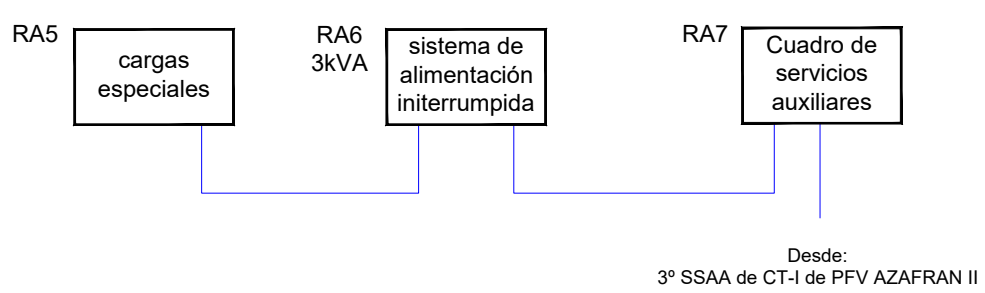 RA5
cargas
especiales
RA6
3kVA
sistema de
alimentación
initerrumpida
RA7
Cuadro de
servicios
auxiliares
Desde:
3º SSAA de CT-I de PFV AZAFRAN II